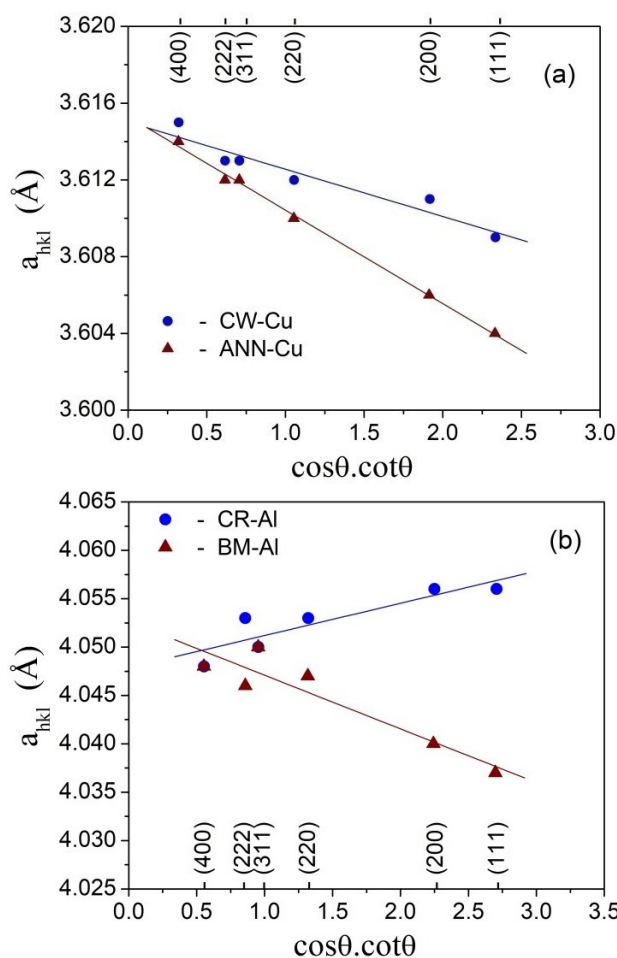 (400) (222) (311) (220) (200) (111)
(a)
3.620
3.616
3.612
3.608
3.604
3.600
a_hkl (Å)
- CW-Cu
- ANN-Cu
0.0 0.5 1.0 1.5 2.0 2.5 3.0
cosθ.cotθ
(b)
4.065
4.060
4.055
4.050
4.045
4.040
4.035
4.030
4.025
a_hkl (Å)
- CR-Al
- BM-Al
(400) (222) (311) (220) (200) (111)
0.0 0.5 1.0 1.5 2.0 2.5 3.0 3.5
cosθ.cotθ